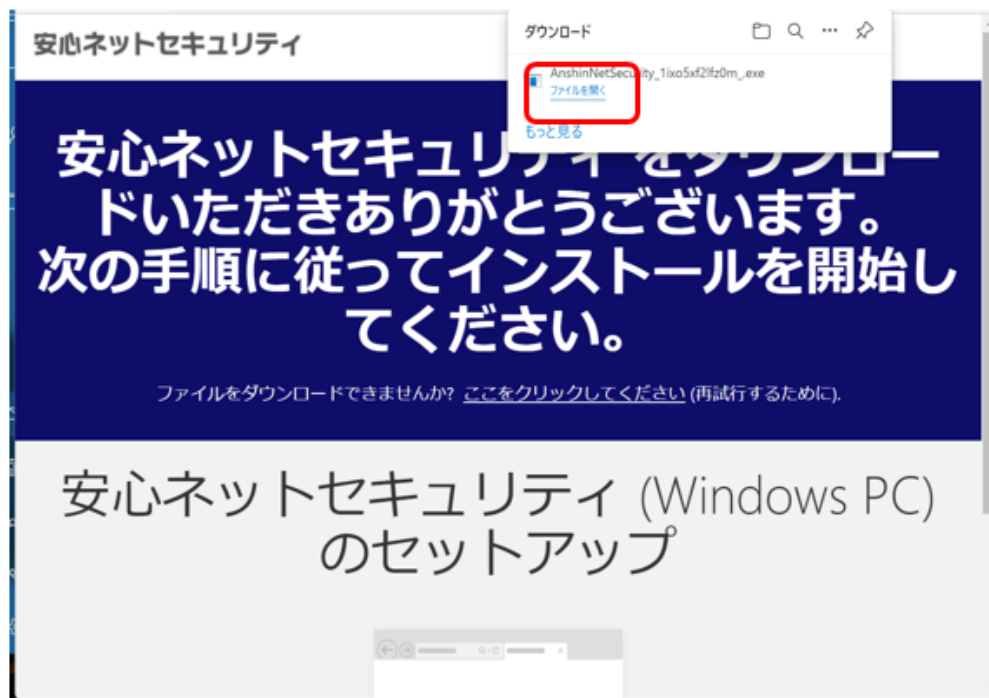 安心ネットセキュリティ
ダウンロード
AnshinNetSecurity_1ixo5xf2lfz0m_.exe
ファイルを開く
もっと見る
安心ネットセキュリティ をダウンロー
ドいただきありがとうございます。
次の手順に従ってインストールを開始し
てください。
ファイルをダウンロードできませんか? ここをクリックしてください (再試行するために).
安心ネットセキュリティ (Windows PC)
のセットアップ